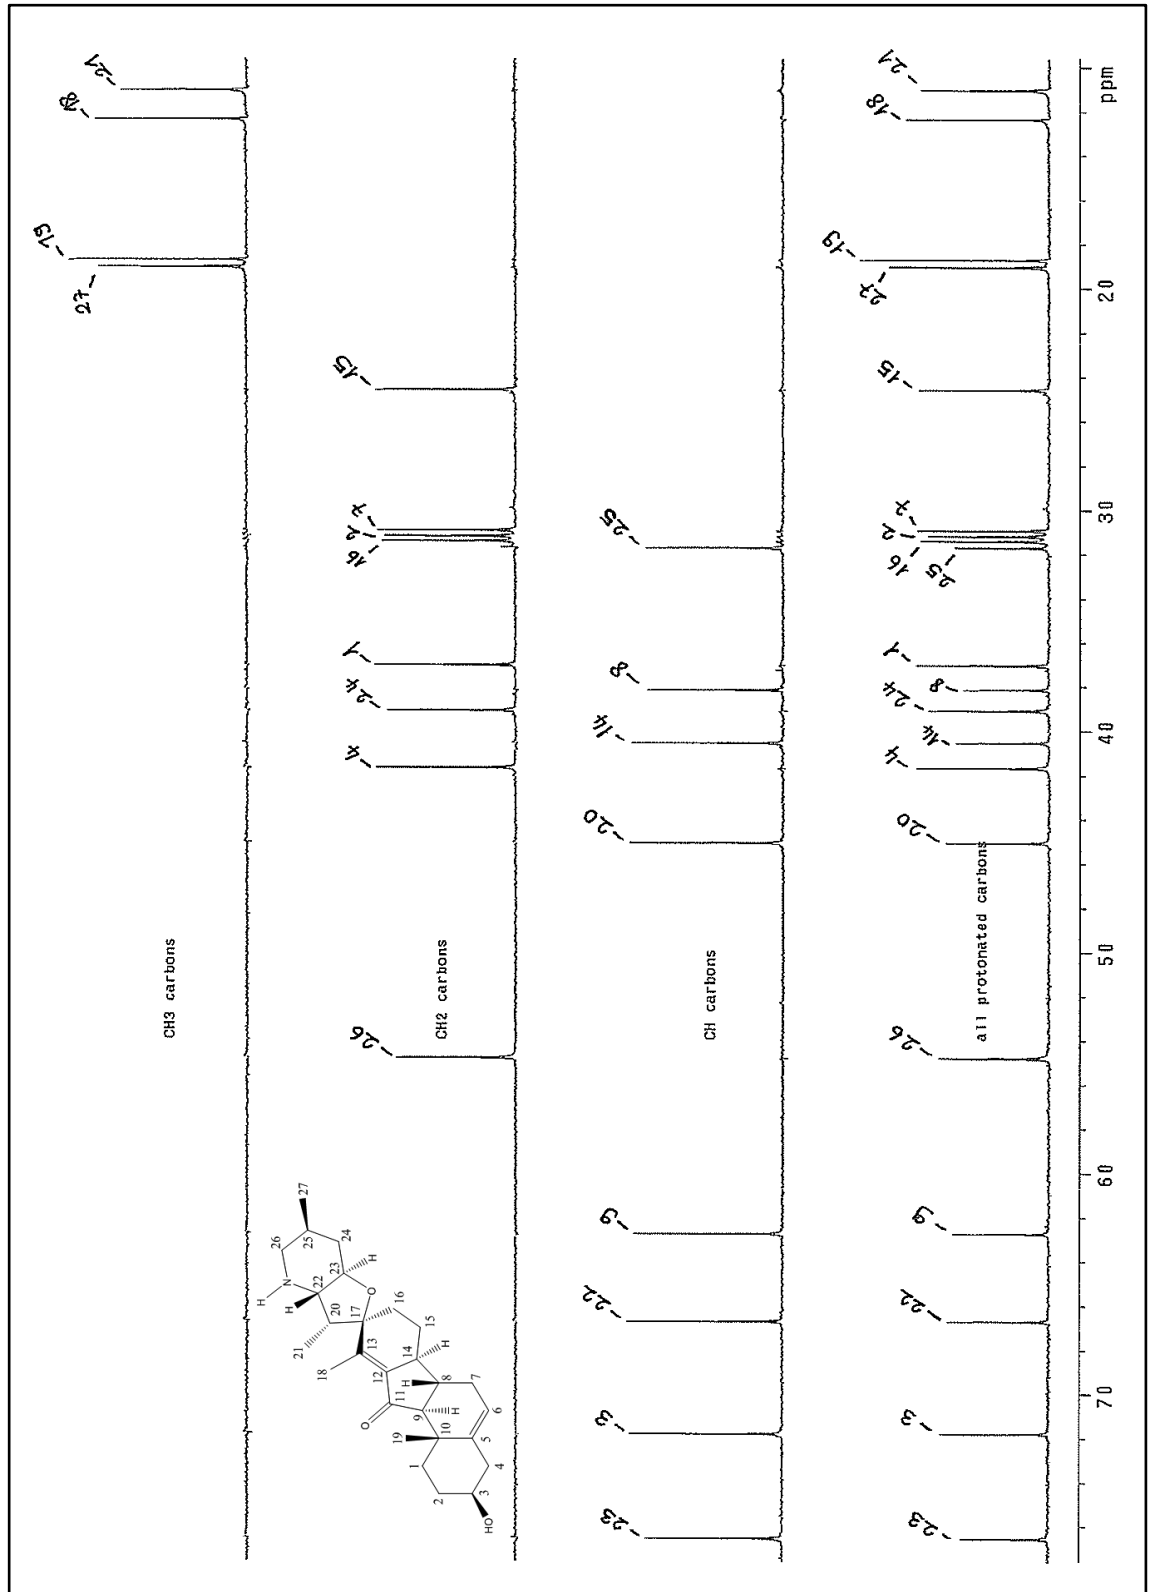 27 19 18 21
CH3 carbons
26 4 24 1 16 2 7 15
CH2 carbons
H
N
26
27
25
24
H
22
23
H
20
21
O
17
16
18
13
15
12
14
H
O
11
H
8
7
9
H
19
10
6
5
1
4
2
3
HO
23 3 22 9 20 14 8 25
CH carbons
23 3 22 9 26 20 4 14 24 8 1 25 16 2 7 15 27 19 18 21
all protonated carbons
70 60 50 40 30 20 ppm